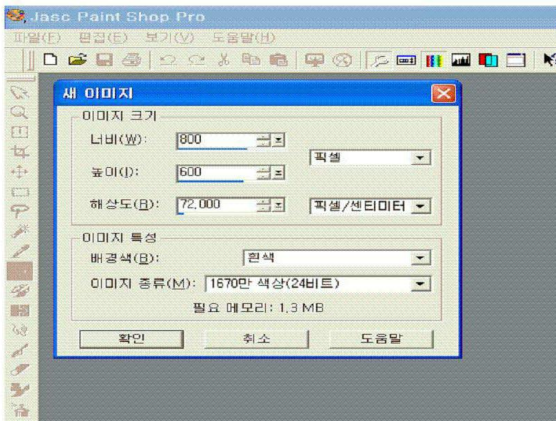 Jasc Paint Shop Pro
파일(F) 편집(E) 보기(V) 도움말(H)
새 이미지
이미지 크기
너비(W): 800
픽셀
높이(I): 600
해상도(R): 72,000 픽셀/센티미터
이미지 특성
배경색(B): 흰색
이미지 종류(M): 1670만 색상(24비트)
필요 메모리: 1,3 MB
확인 취소 도움말